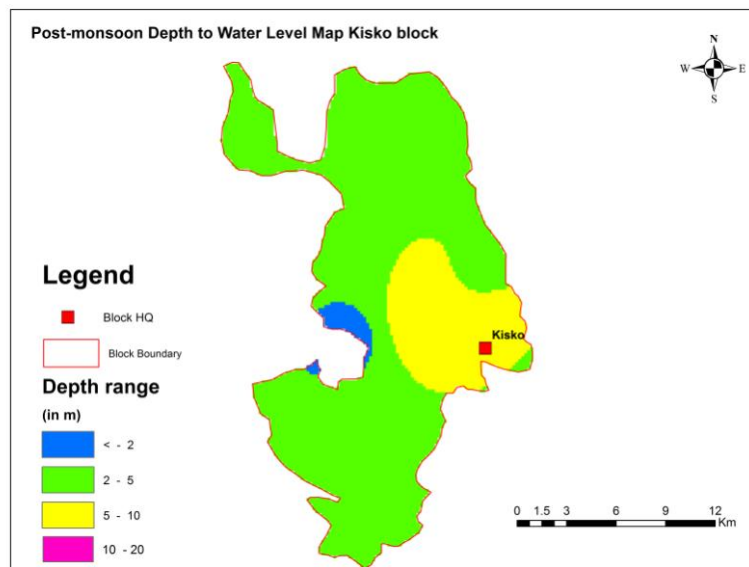 Post-monsoon Depth to Water Level Map Kisko block
N
W E
S
Legend
Block HQ
Block Boundary
Depth range
(in m)
< - 2
2 - 5
5 - 10
10 - 20
Kisko
0 1.5 3 6 9 12
Km